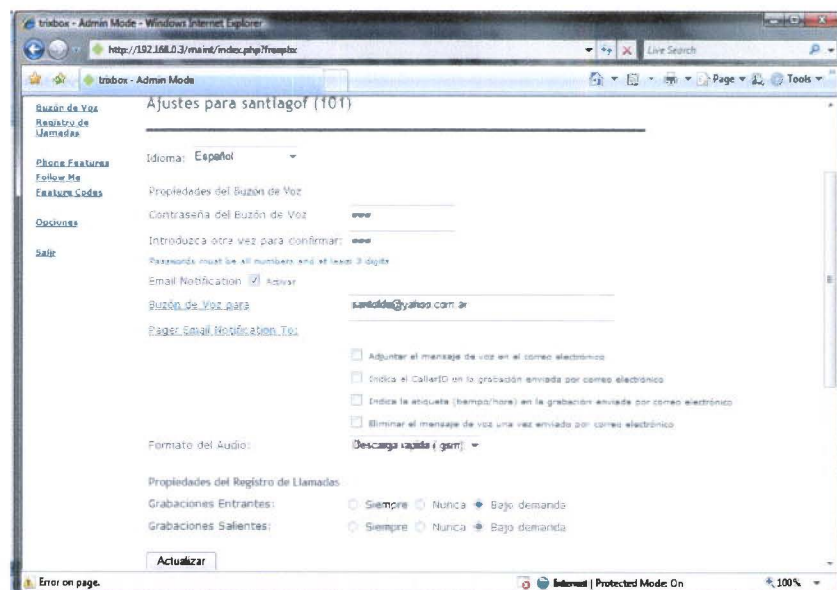 trixbox - Admin Mode - Windows Internet Explorer
http://192.168.0.3/maint/index.php?freepbx
Live Search
trixbox - Admin Mode
Page
Tools
Buzón de Voz
Registro de
Llamadas
Phone Features
Follow Me
Feature Codes
Opciones
Salir
Ajustes para santiagof (101)
Idioma: Español
Propiedades del Buzón de Voz
Contraseña del Buzón de Voz
Introduzca otra vez para confirmar:
Passwords must be all numbers and at least 3 digits
Email Notification Activar
Buzón de Voz para
Pager Email Notification To:
Adjuntar el mensaje de voz en el correo electrónico
Indica el CallerID en la grabación enviada por correo electrónico
Indica la etiqueta (tiempo/hora) en la grabación enviada por correo electrónico
Eliminar el mensaje de voz una vez enviado por correo electrónico
Formato del Audio: Descarga rapida (.gsm)
Propiedades del Registro de Llamadas
Grabaciones Entrantes: Siempre Nunca Bajo demanda
Grabaciones Salientes: Siempre Nunca Bajo demanda
Actualizar
Error on page.
Internet | Protected Mode: On
100%